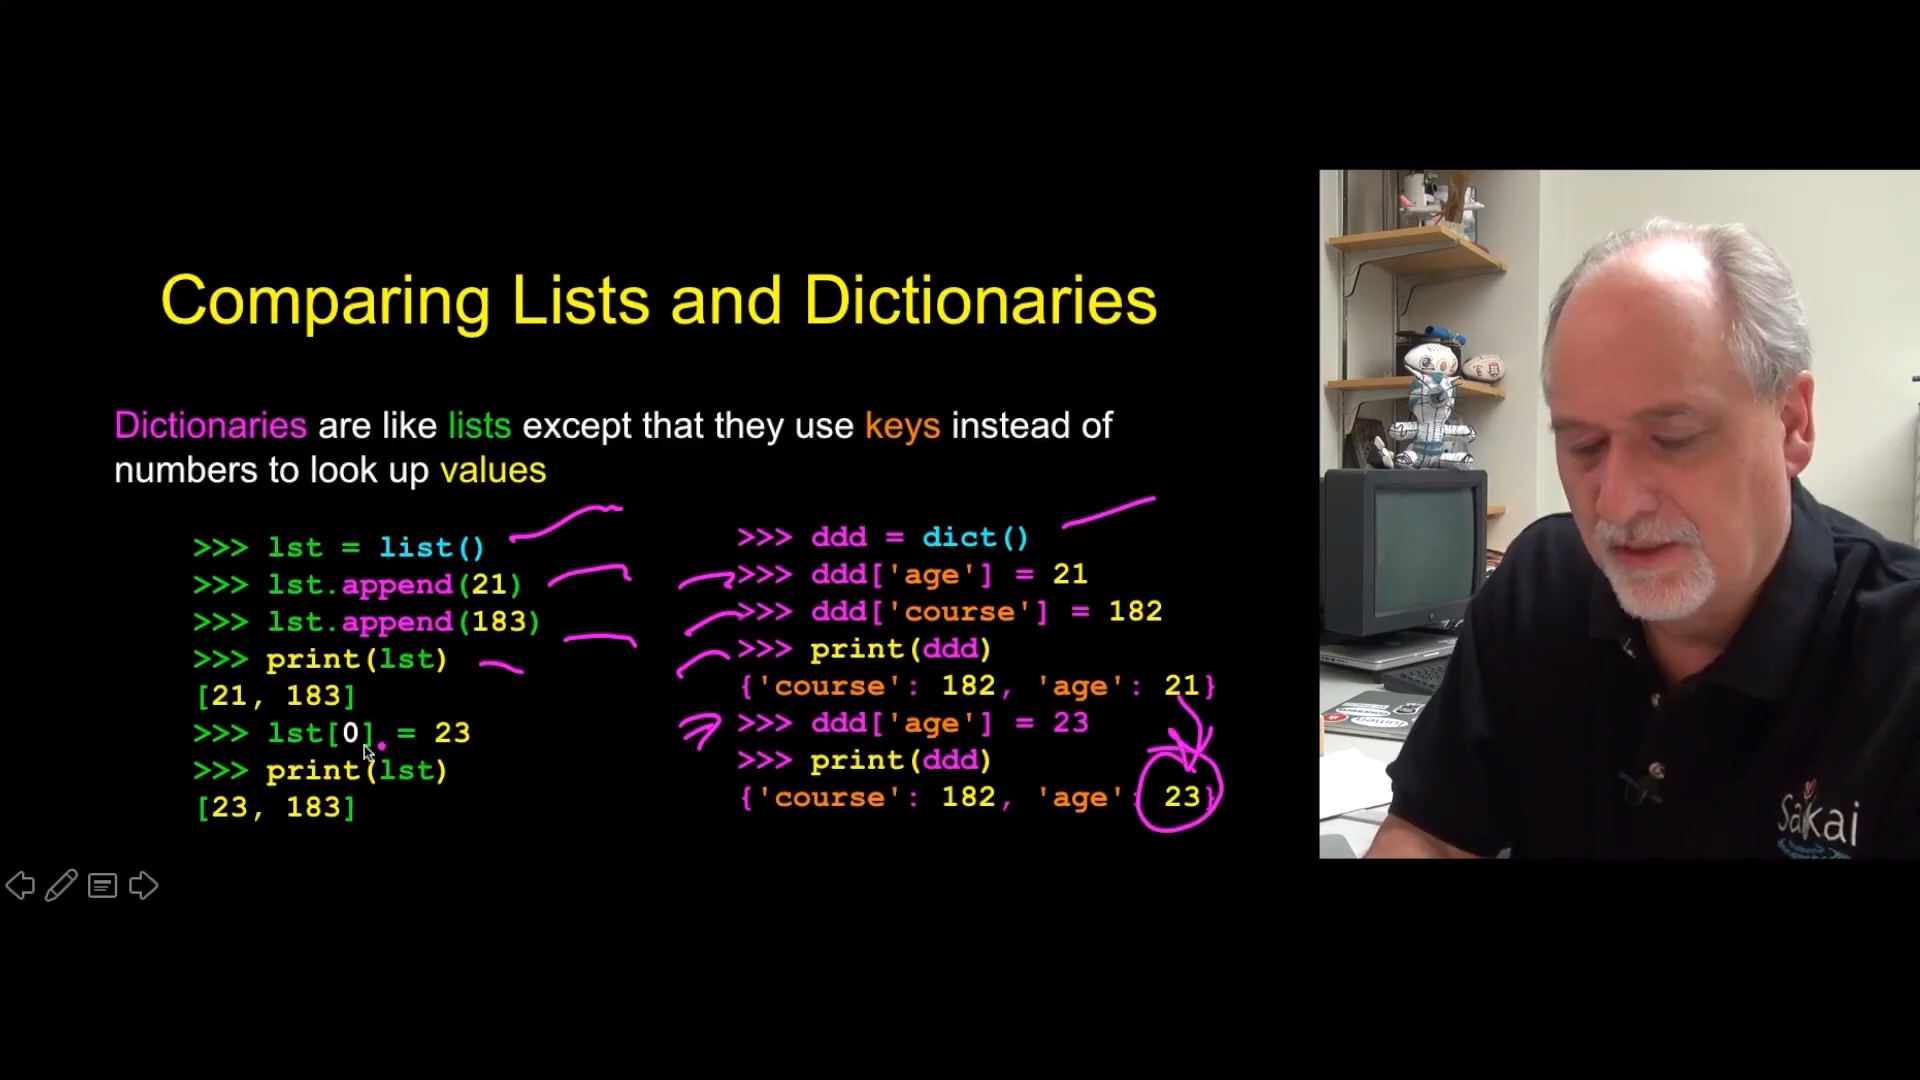 Comparing Lists and Dictionaries
Dictionaries are like lists except that they use keys instead of
numbers to look up values
>>> lst = list()
>>> lst.append(21)
>>> lst.append(183)
>>> print(lst)
[21, 183]
>>> lst[0] = 23
>>> print(lst)
[23, 183]
>>> ddd = dict()
>>> ddd['age'] = 21
>>> ddd['course'] = 182
>>> print(ddd)
{'course': 182, 'age': 21}
>>> ddd['age'] = 23
>>> print(ddd)
{'course': 182, 'age': 23}
Sakai